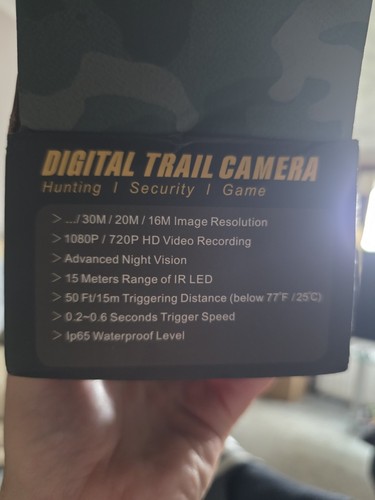 DIGITAL TRAIL CAMERA
Hunting | Security | Game
> .../ 30M / 20M / 16M Image Resolution
> 1080P / 720P HD Video Recording
> Advanced Night Vision
> 15 Meters Range of IR LED
> 50 Ft/15m Triggering Distance (below 77°F / 25℃)
> 0.2~0.6 Seconds Trigger Speed
> Ip65 Waterproof Level